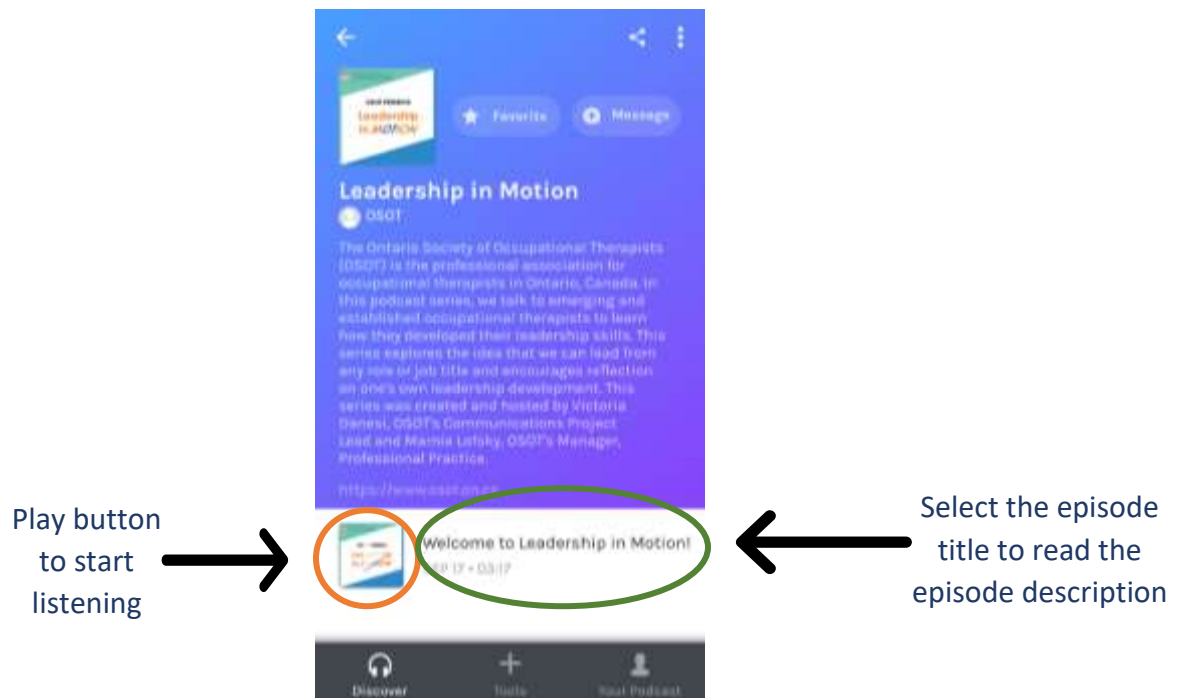 Favorite
Message
Leadership
in MOTION
Leadership in Motion
OSOT
The Ontario Society of Occupational Therapists
(OSOT) is the professional association for
occupational therapists in Ontario, Canada. In
this podcast series, we talk to emerging and
established occupational therapists to learn
how they developed their leadership skills. This
series explores the idea that we can lead from
any role or job title and encourages reflection
on one's own leadership development. This
series was created and hosted by Victoria
Danesi, OSOT's Communications Project
Lead and Marnie Lofsky, OSOT's Manager,
Professional Practice.
https://www.osot.on.ca
Play button
to start
listening
Welcome to Leadership in Motion!
17 • 03:17
Select the episode
title to read the
episode description
Discover
Tools
Your Podcast